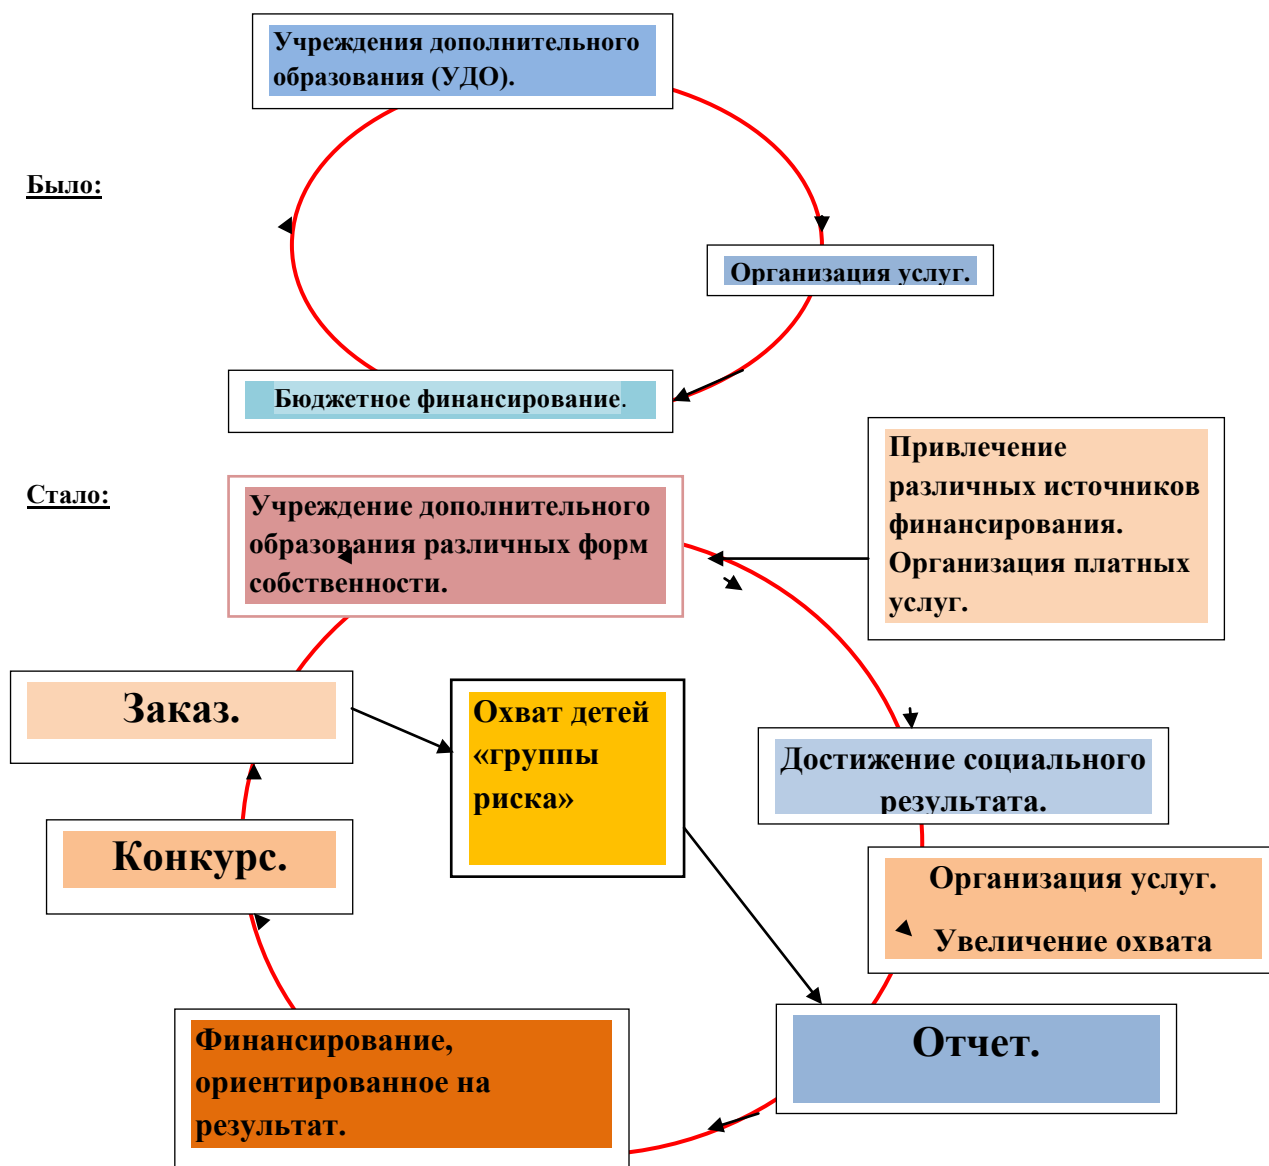 Учреждения дополнительного
образования (УДО).
Было:
Организация услуг.
Бюджетное финансирование.
Привлечение
различных источников
финансирования.
Организация платных
услуг.
Стало:
Учреждение дополнительного
образования различных форм
собственности.
Заказ.
Охват детей
«группы
риска»
Достижение социального
результата.
Конкурс.
Организация услуг.
Увеличение охвата
Отчет.
Финансирование,
ориентированное на
результат.